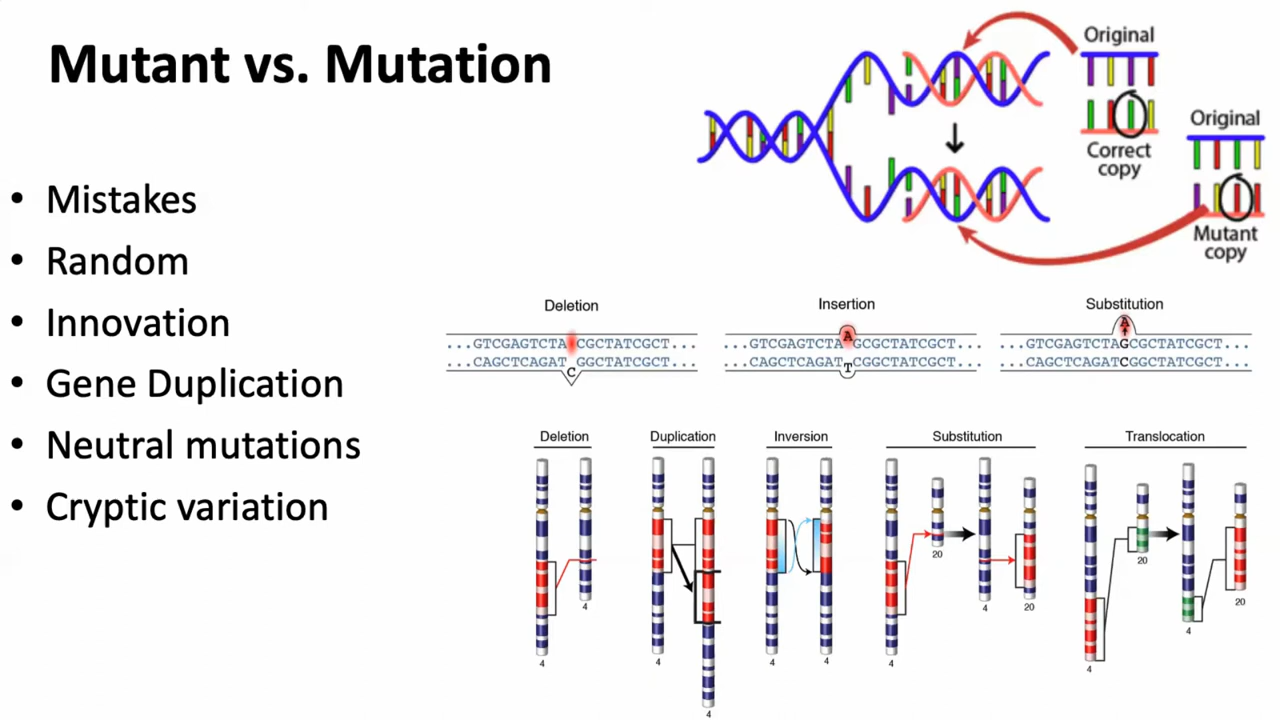 Mutant vs. Mutation
• Mistakes
• Random
• Innovation
• Gene Duplication
• Neutral mutations
• Cryptic variation
Original
Correct
copy
Original
Mutant
copy
Deletion
...GTCGAGTCTA CGCTATCGCT...
...CAGCTCAGAT GGCTATCGCT...
C
Insertion
A
...GTCGAGTCTA GCGCTATCGCT...
...CAGCTCAGAT CGGCTATCGCT...
T
Substitution
A
...GTCGAGTCTAGCGCTATCGCT...
...CAGCTCAGATCGGCTATCGCT...
Deletion
4
4
Duplication
4
4
Inversion
4
4
Substitution
4
20
4
20
Translocation
4
20
4
20